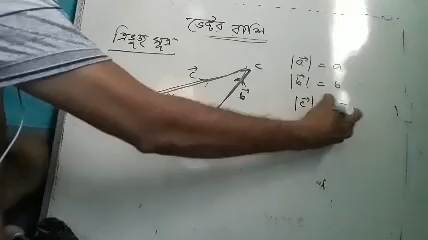 ভেক্টর রাশি
ত্রিভুজ সূত্র
c⃗
C
b⃗
|a⃗| = a
|b⃗| = b
|c⃗| =